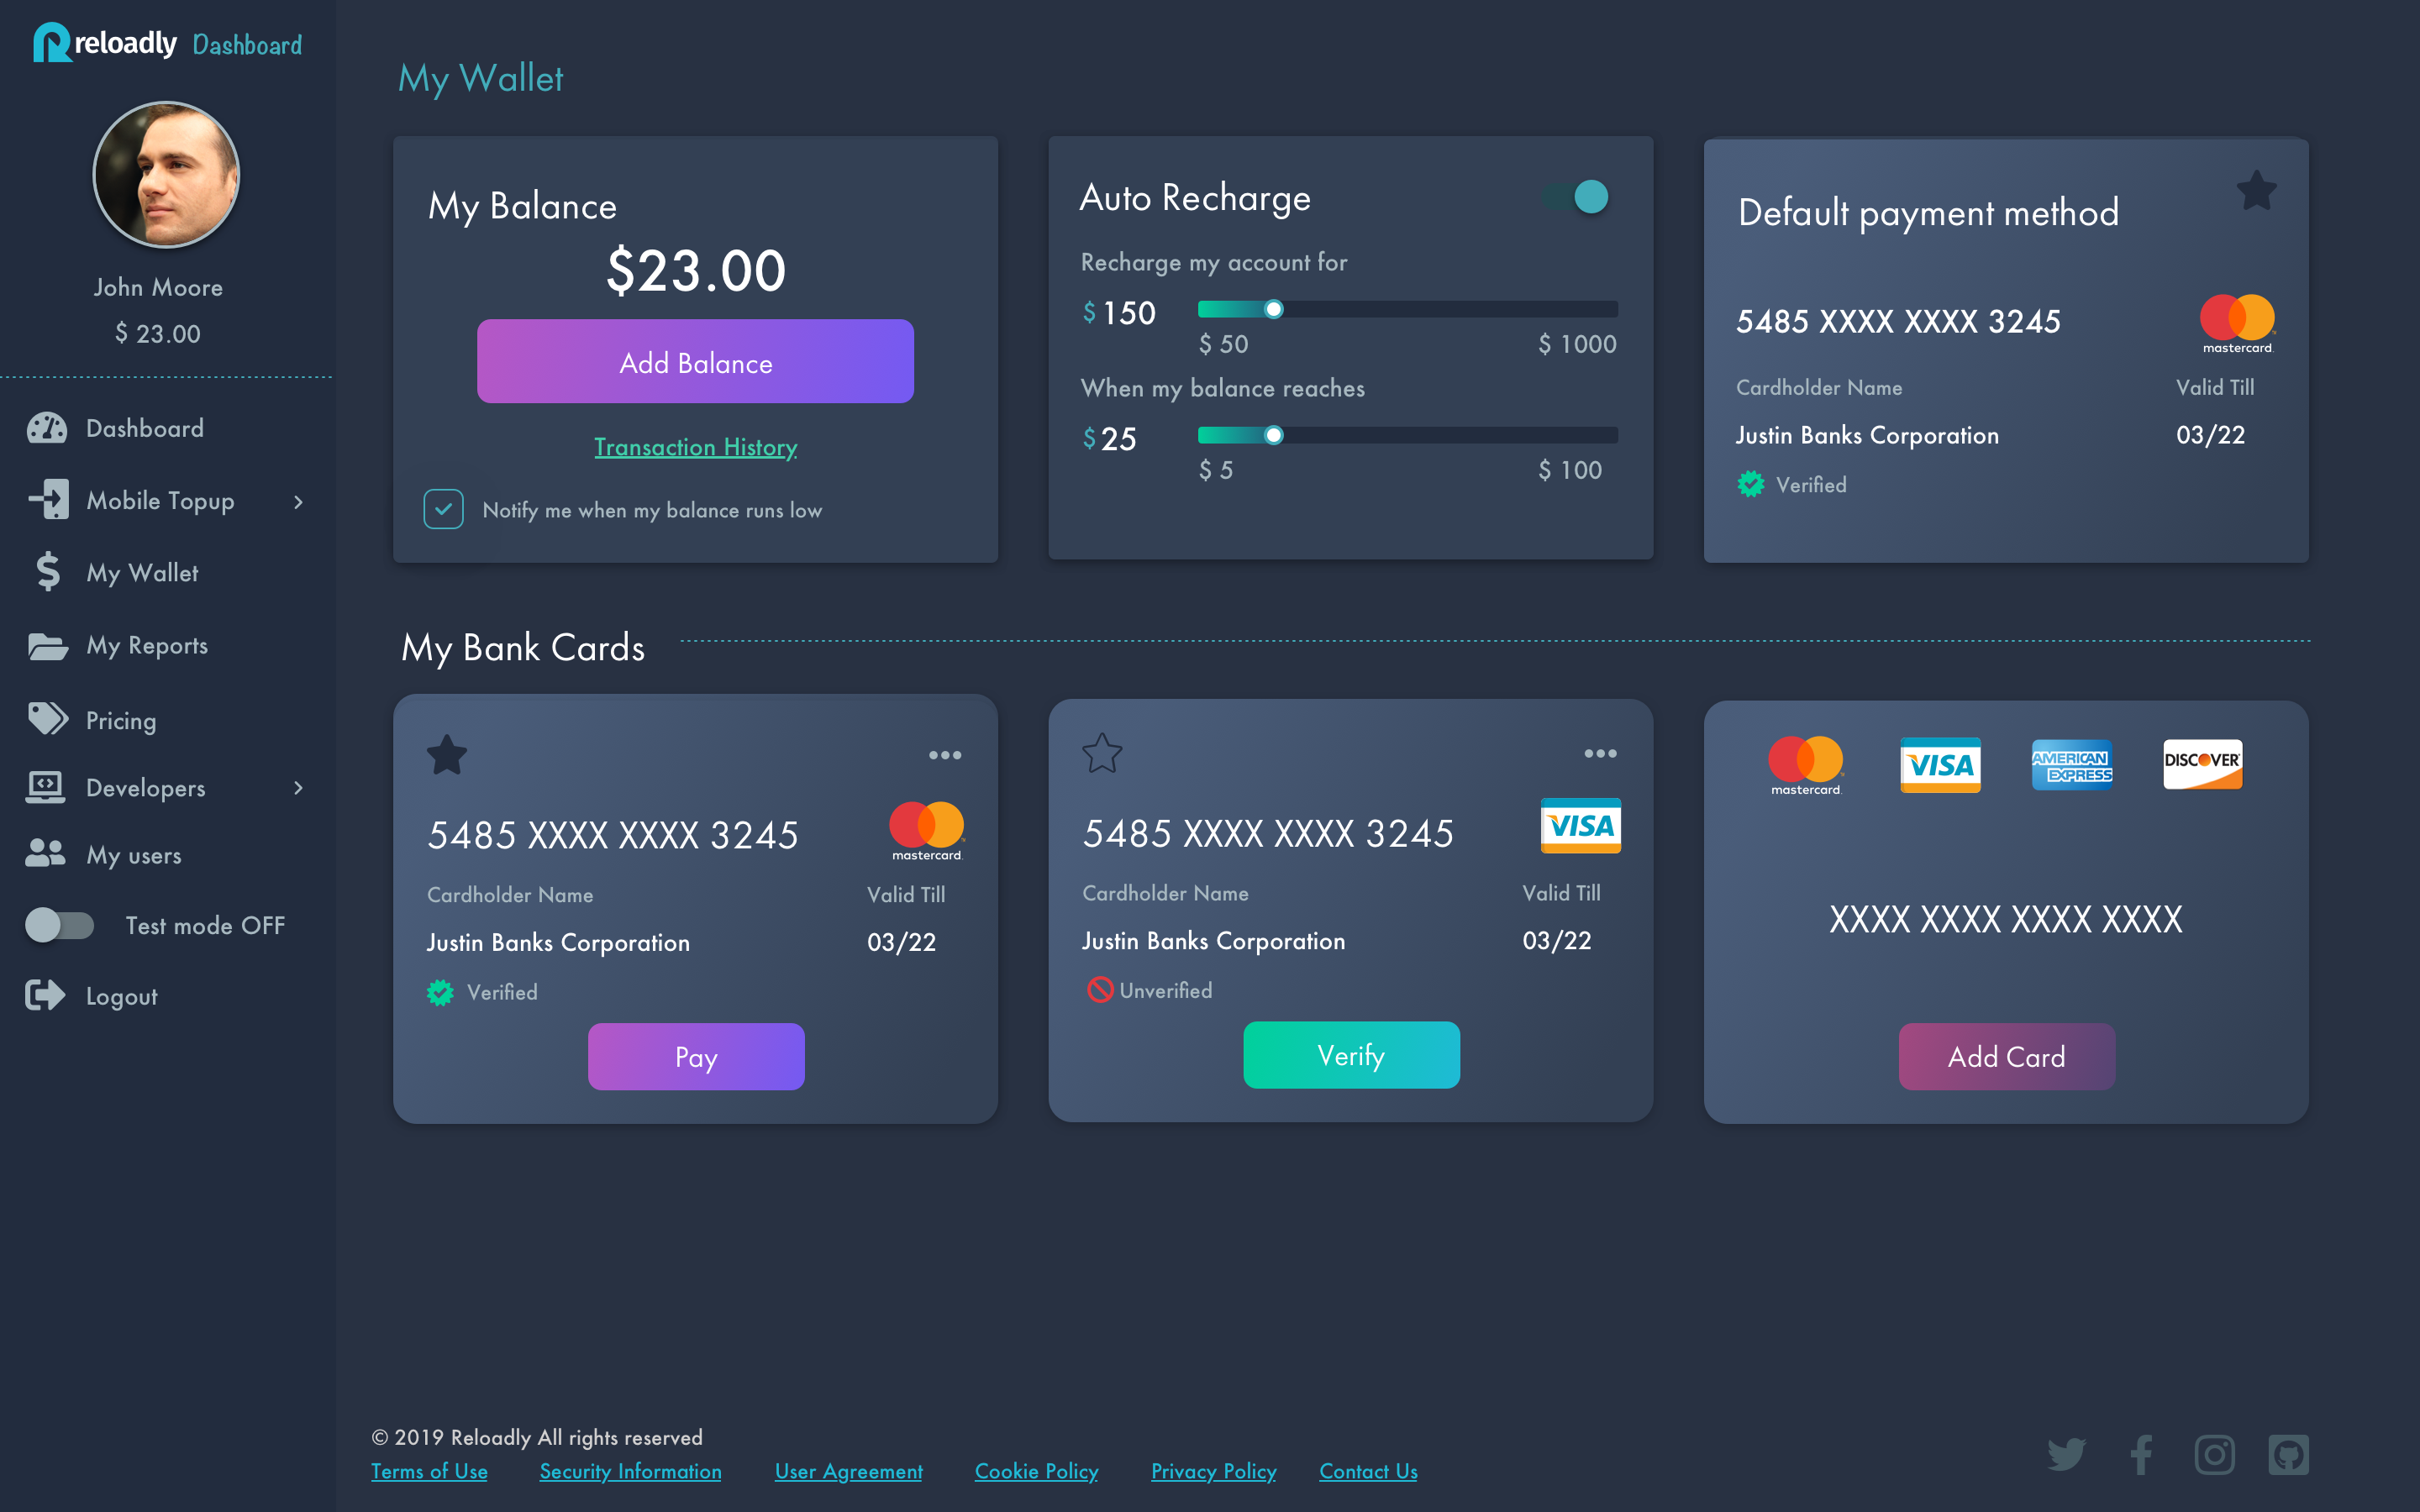 reloadly Dashboard
John Moore
$ 23.00
Dashboard
Mobile Topup
My Wallet
My Reports
Pricing
Developers
My users
Test mode OFF
Logout
My Wallet
My Balance
$23.00
Add Balance
Transaction History
Notify me when my balance runs low
Auto Recharge
Recharge my account for
$ 150
$ 50 $ 1000
When my balance reaches
$ 25
$ 5 $ 100
Default payment method
5485 XXXX XXXX 3245
mastercard.
Cardholder Name Valid Till
Justin Banks Corporation 03/22
Verified
My Bank Cards
5485 XXXX XXXX 3245
mastercard.
Cardholder Name Valid Till
Justin Banks Corporation 03/22
Verified
Pay
5485 XXXX XXXX 3245
VISA
Cardholder Name Valid Till
Justin Banks Corporation 03/22
Unverified
Verify
mastercard. VISA AMERICAN EXPRESS DISCOVER
XXXX XXXX XXXX XXXX
Add Card
© 2019 Reloadly All rights reserved
Terms of Use Security Information User Agreement Cookie Policy Privacy Policy Contact Us